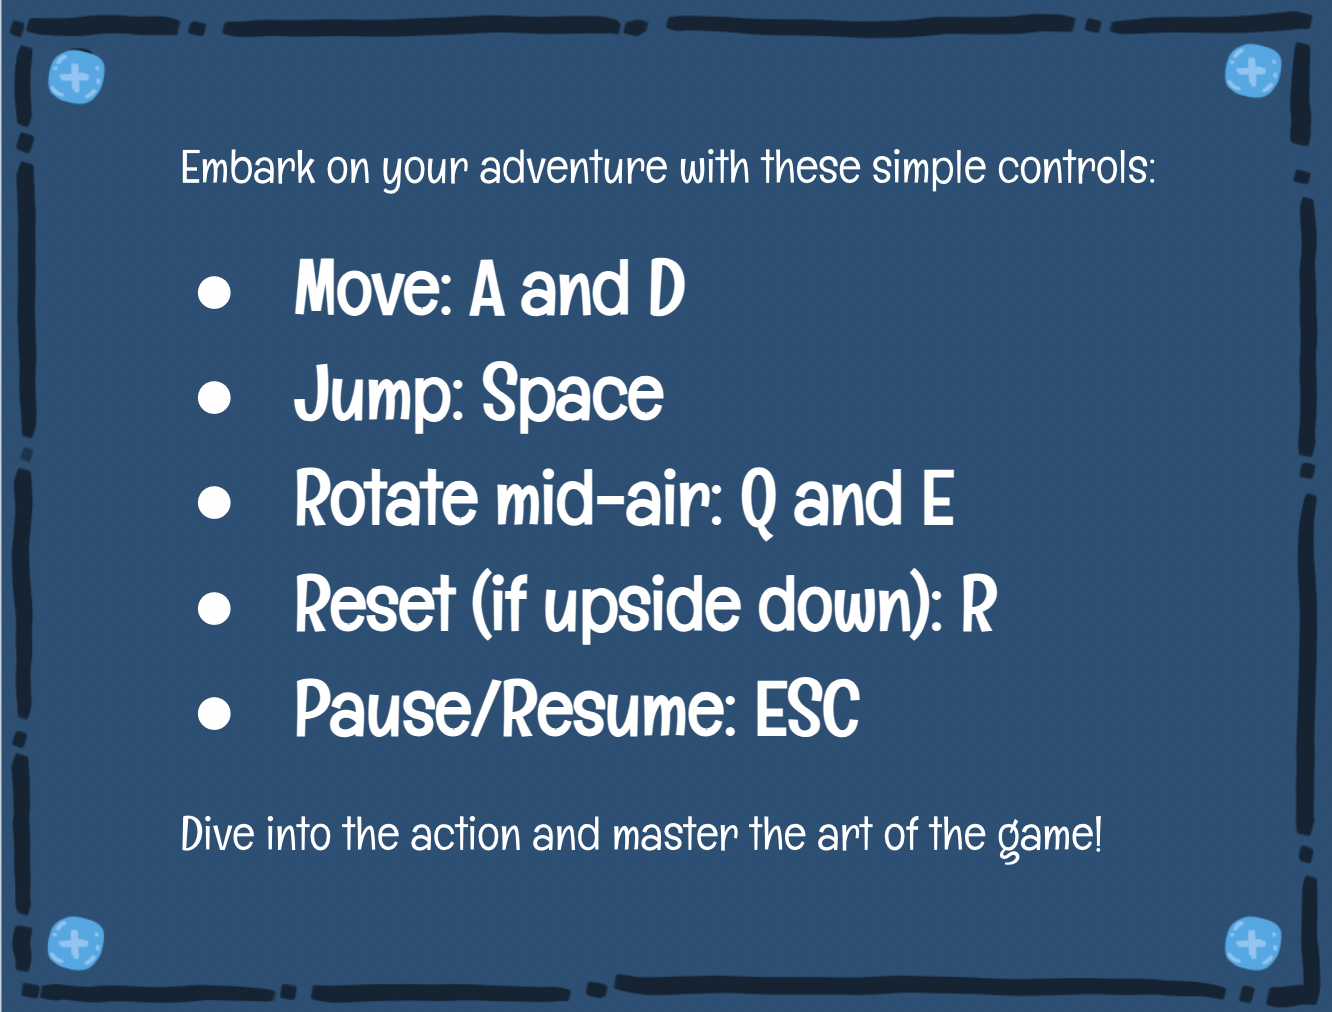 Embark on your adventure with these simple controls:
● Move: A and D
● Jump: Space
● Rotate mid-air: Q and E
● Reset (if upside down): R
● Pause/Resume: ESC
Dive into the action and master the art of the game!